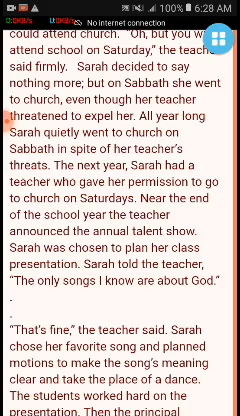 0.0KB/s 0.0KB/s 100% 6:28 AM
No internet connection
could attend church. “Oh, but you
attend school on Saturday,” the
said firmly. Sarah decided to say
nothing more; but on Sabbath she went
to church, even though her teacher
threatened to expel her. All year long
Sarah quietly went to church on
Sabbath in spite of her teacher’s
threats. The next year, Sarah had a
teacher who gave her permission to go
to church on Saturdays. Near the end
of the school year the teacher
announced the annual talent show.
Sarah was chosen to plan her class
presentation. Sarah told the teacher,
“The only songs I know are about God.”
.
.
“That’s fine,” the teacher said. Sarah
chose her favorite song and planned
motions to make the song’s meaning
clear and take the place of a dance.
The students worked hard on the
presentation. Then the principal